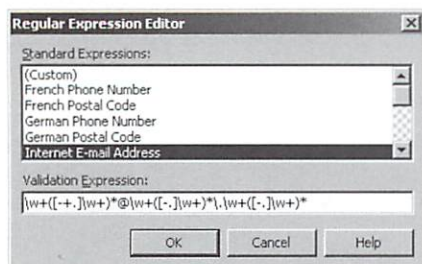 Regular Expression Editor
Standard Expressions:
(Custom)
French Phone Number
French Postal Code
German Phone Number
German Postal Code
Internet E-mail Address
Validation Expression:
\w+([-+.]\w+)*@\w+([-.]\w+)*\.\w+([-.]\w+)*
OK Cancel Help